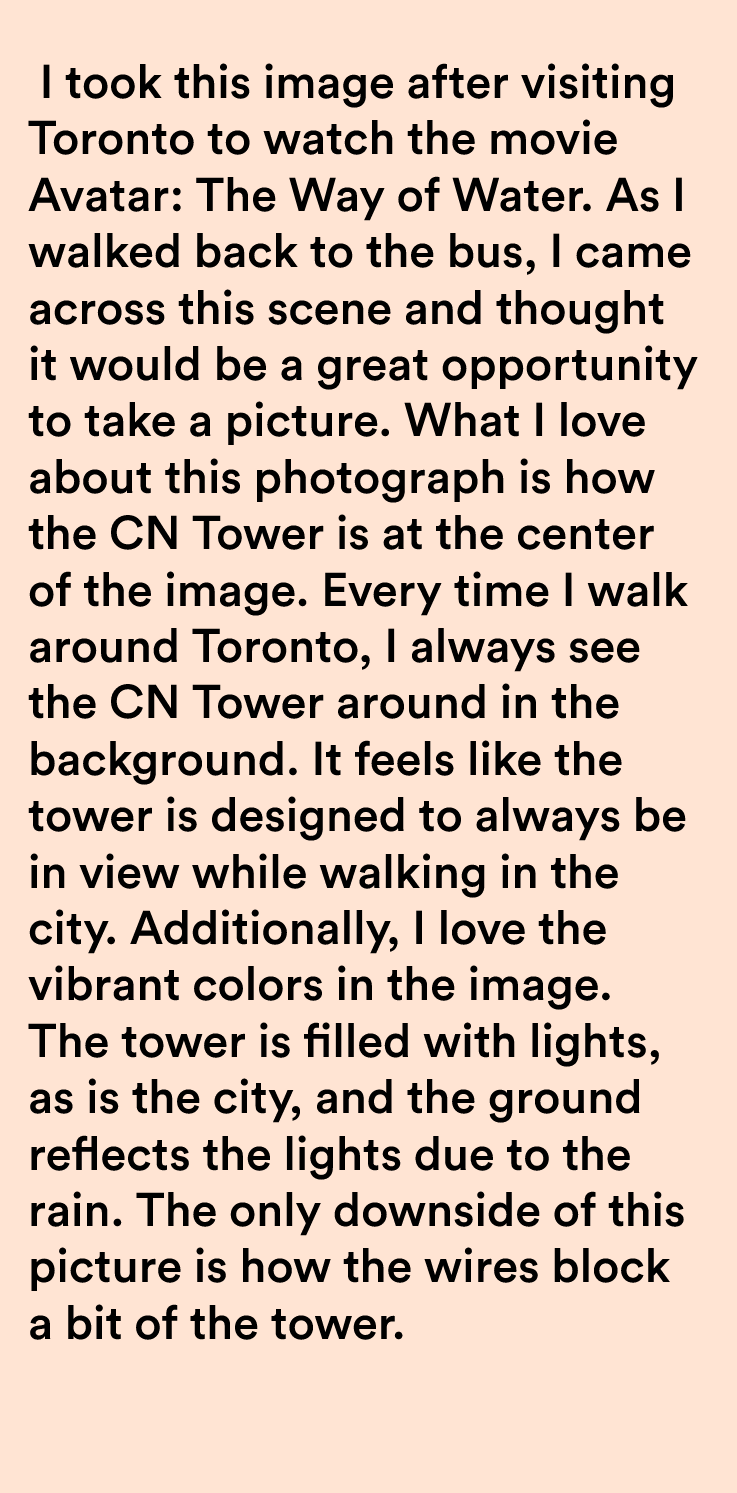 I took this image after visiting
Toronto to watch the movie
Avatar: The Way of Water. As I
walked back to the bus, I came
across this scene and thought
it would be a great opportunity
to take a picture. What I love
about this photograph is how
the CN Tower is at the center
of the image. Every time I walk
around Toronto, I always see
the CN Tower around in the
background. It feels like the
tower is designed to always be
in view while walking in the
city. Additionally, I love the
vibrant colors in the image.
The tower is filled with lights,
as is the city, and the ground
reflects the lights due to the
rain. The only downside of this
picture is how the wires block
a bit of the tower.